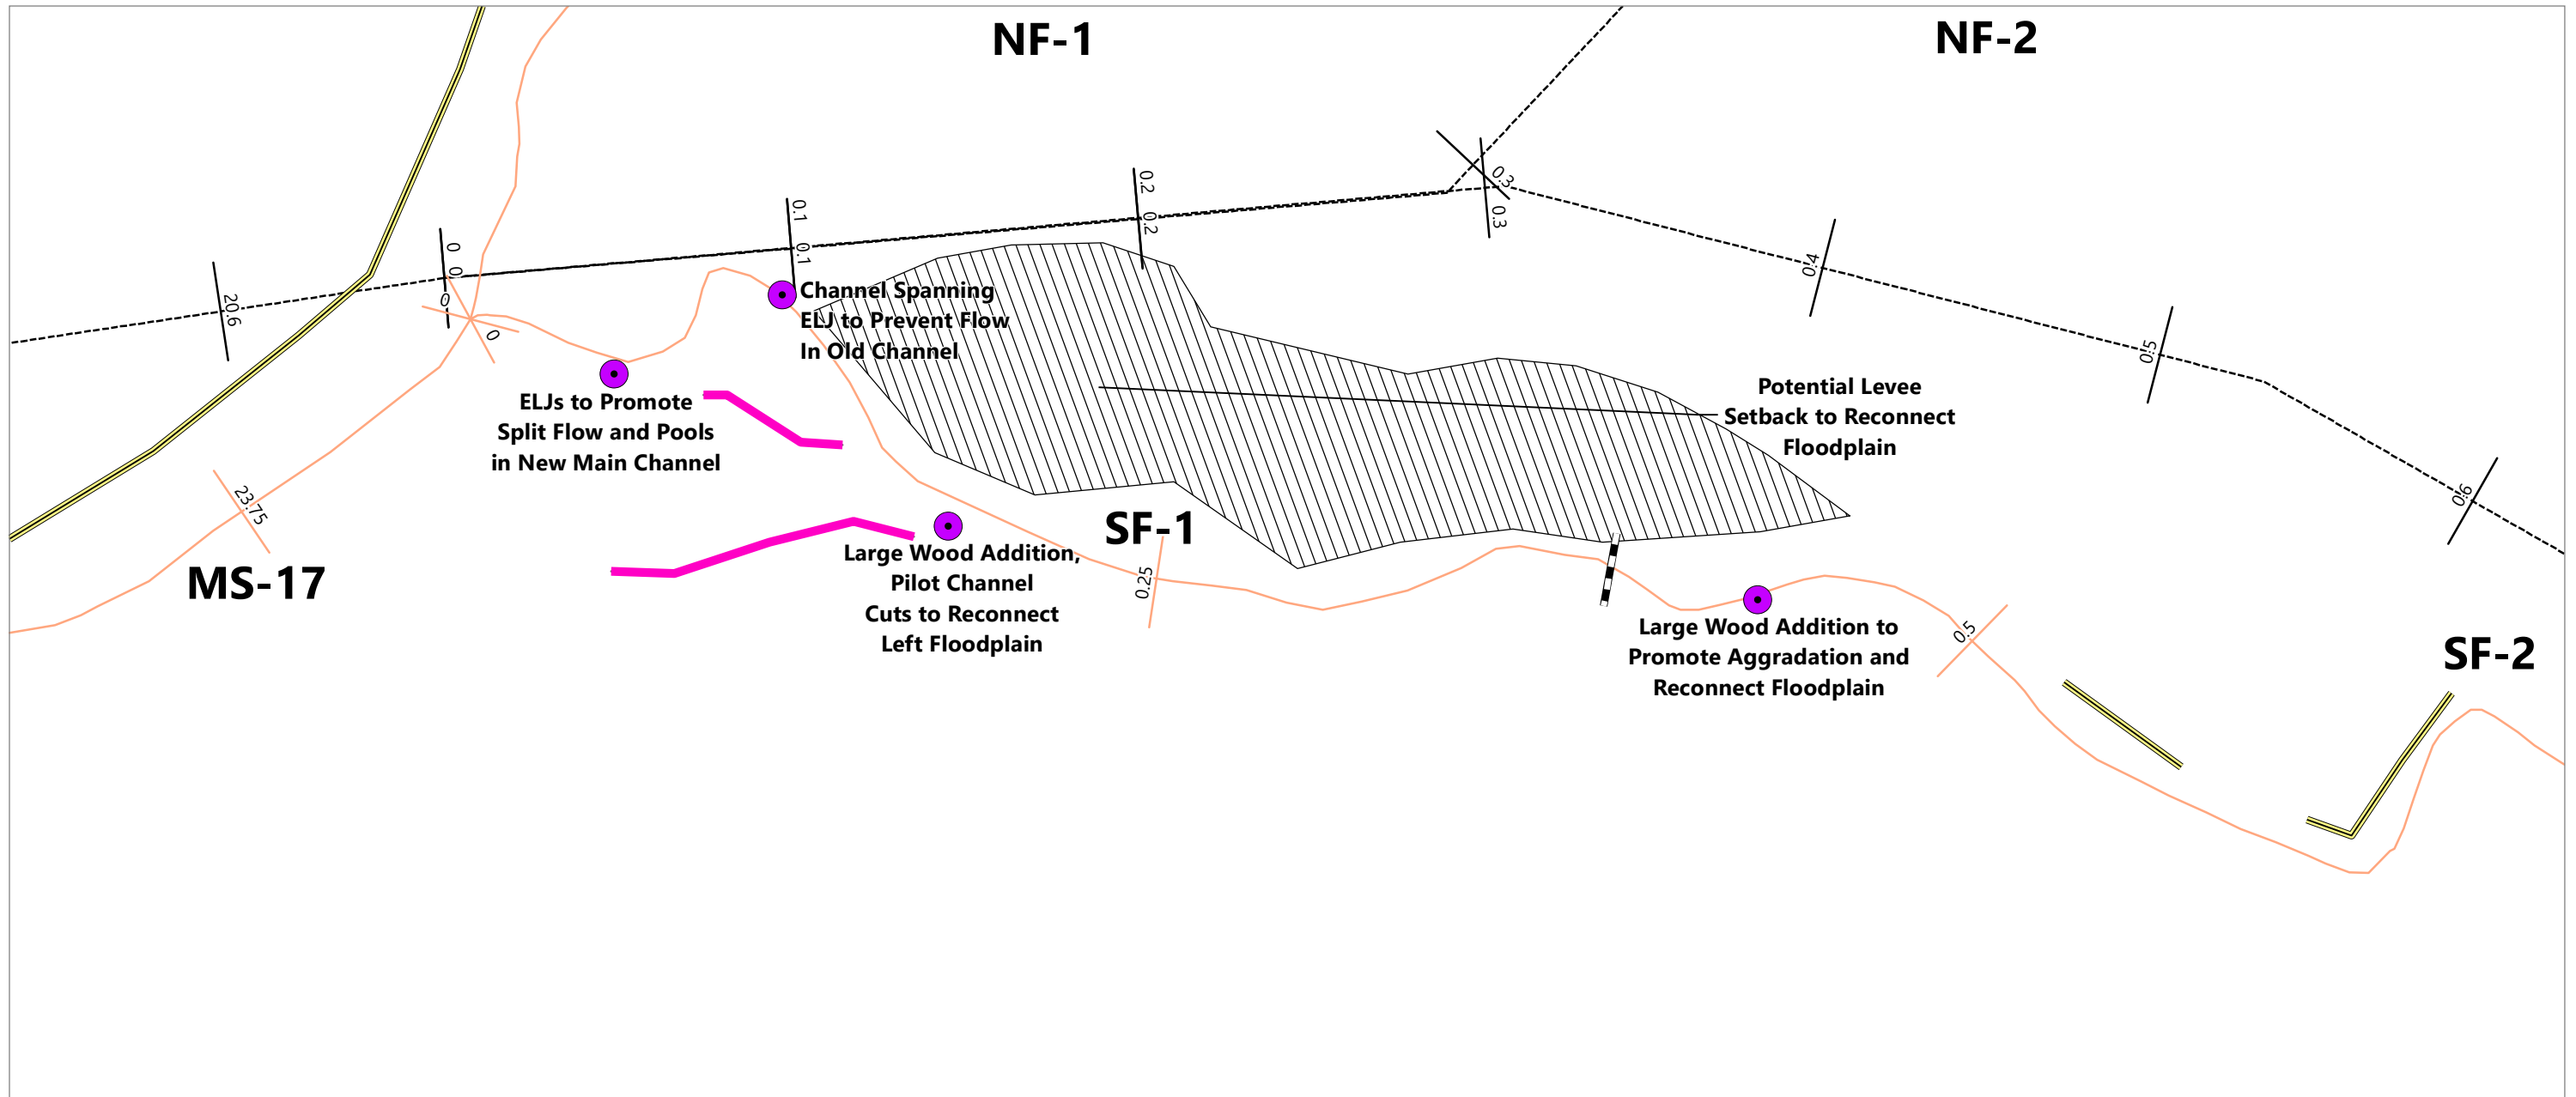 NF-1
NF-2
0.3
0.3
0.2
0.2
0.1
0.1
0
0
0
0
20.6
0.4
0.5
0.6
Channel Spanning
ELJ to Prevent Flow
In Old Channel
ELJs to Promote
Split Flow and Pools
in New Main Channel
Potential Levee
Setback to Reconnect
Floodplain
23.75
MS-17
SF-1
0.25
Large Wood Addition,
Pilot Channel
Cuts to Reconnect
Left Floodplain
Large Wood Addition to
Promote Aggradation and
Reconnect Floodplain
0.5
SF-2